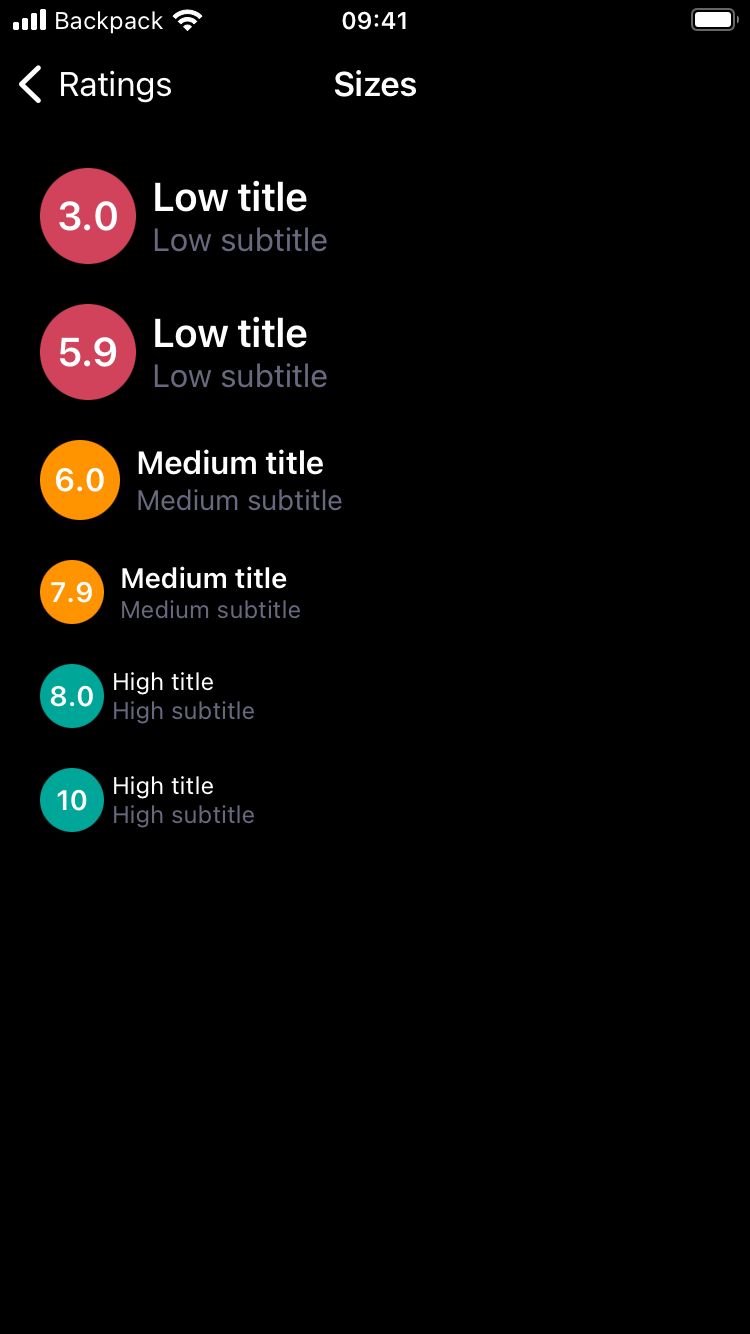 Backpack 09:41
Ratings Sizes
3.0 Low title
Low subtitle
5.9 Low title
Low subtitle
6.0 Medium title
Medium subtitle
7.9 Medium title
Medium subtitle
8.0 High title
High subtitle
10 High title
High subtitle